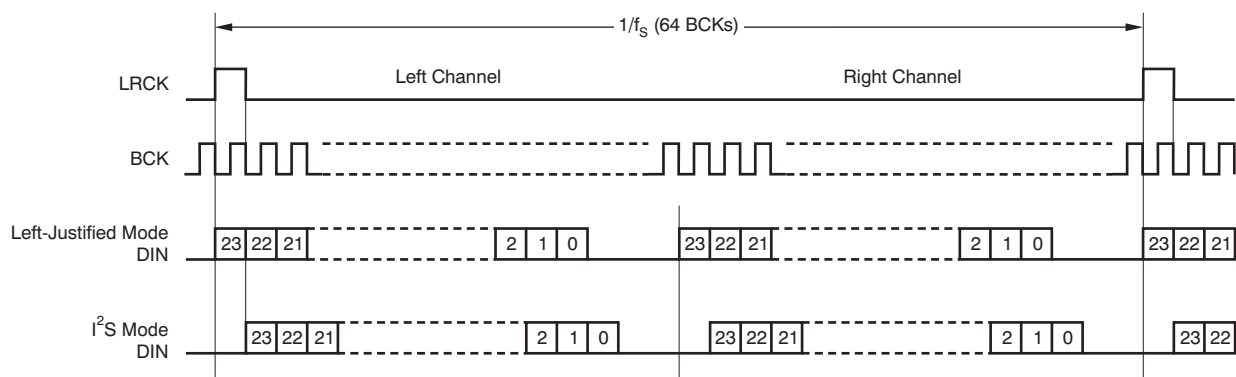 1/fS (64 BCKs)
LRCK
Left Channel
Right Channel
BCK
Left-Justified Mode
DIN
23 22 21 2 1 0 23 22 21 2 1 0 23 22 21
I2S Mode
DIN
23 22 21 2 1 0 23 22 21 2 1 0 23 22